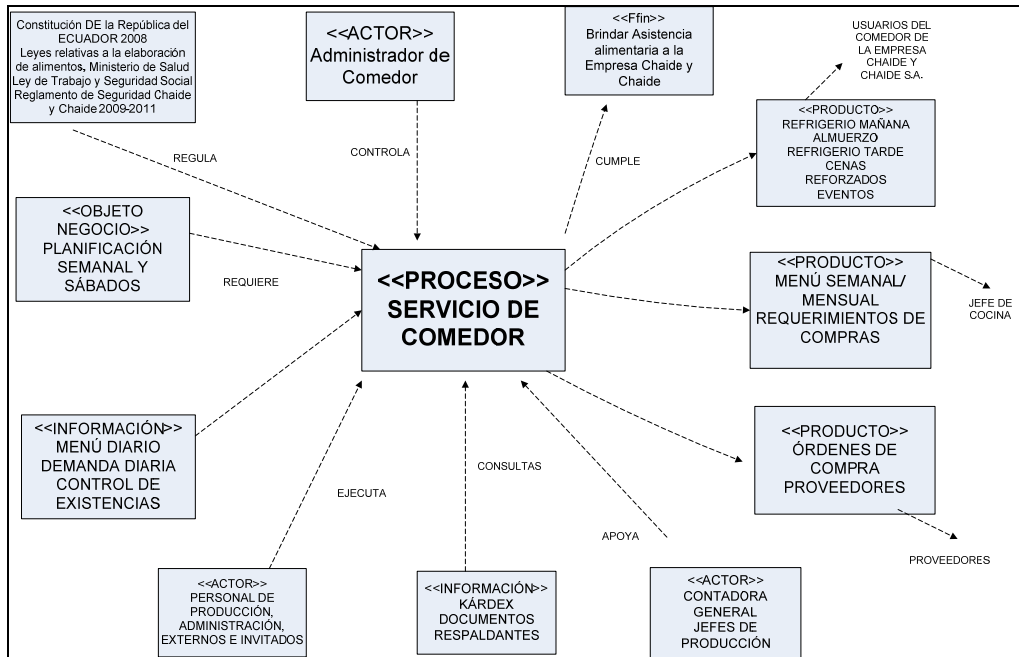 Constitución DE la República del
ECUADOR 2008
Leyes relativas a la elaboración
de alimentos, Ministerio de Salud
Ley de Trabajo y Seguridad Social
Reglamento de Seguridad Chaide
y Chaide 2009-2011
<<ACTOR>>
Administrador de
Comedor
<<Ffin>>
Brindar Asistencia
alimentaria a la
Empresa Chaide y
Chaide
USUARIOS DEL
COMEDOR DE
LA EMPRESA
CHAIDE Y
CHAIDE S.A.
<<PRODUCTO>>
REFRIGERIO MAÑANA
ALMUERZO
REFRIGERIO TARDE
CENAS
REFORZADOS
EVENTOS
REGULA
CONTROLA
CUMPLE
<<OBJETO
NEGOCIO>>
PLANIFICACIÓN
SEMANAL Y
SÁBADOS
REQUIERE
<<PROCESO>>
SERVICIO DE
COMEDOR
<<PRODUCTO>>
MENÚ SEMANAL/
MENSUAL
REQUERIMIENTOS DE
COMPRAS
JEFE DE
COCINA
<<INFORMACIÓN>>
MENÚ DIARIO
DEMANDA DIARIA
CONTROL DE
EXISTENCIAS
<<PRODUCTO>>
ÓRDENES DE
COMPRA
PROVEEDORES
EJECUTA
CONSULTAS
APOYA
PROVEEDORES
<<ACTOR>>
PERSONAL DE
PRODUCCIÓN,
ADMINISTRACIÓN,
EXTERNOS E INVITADOS
<<INFORMACIÓN>>
KÁRDEX
DOCUMENTOS
RESPALDANTES
<<ACTOR>>
CONTADORA
GENERAL
JEFES DE
PRODUCCIÓN